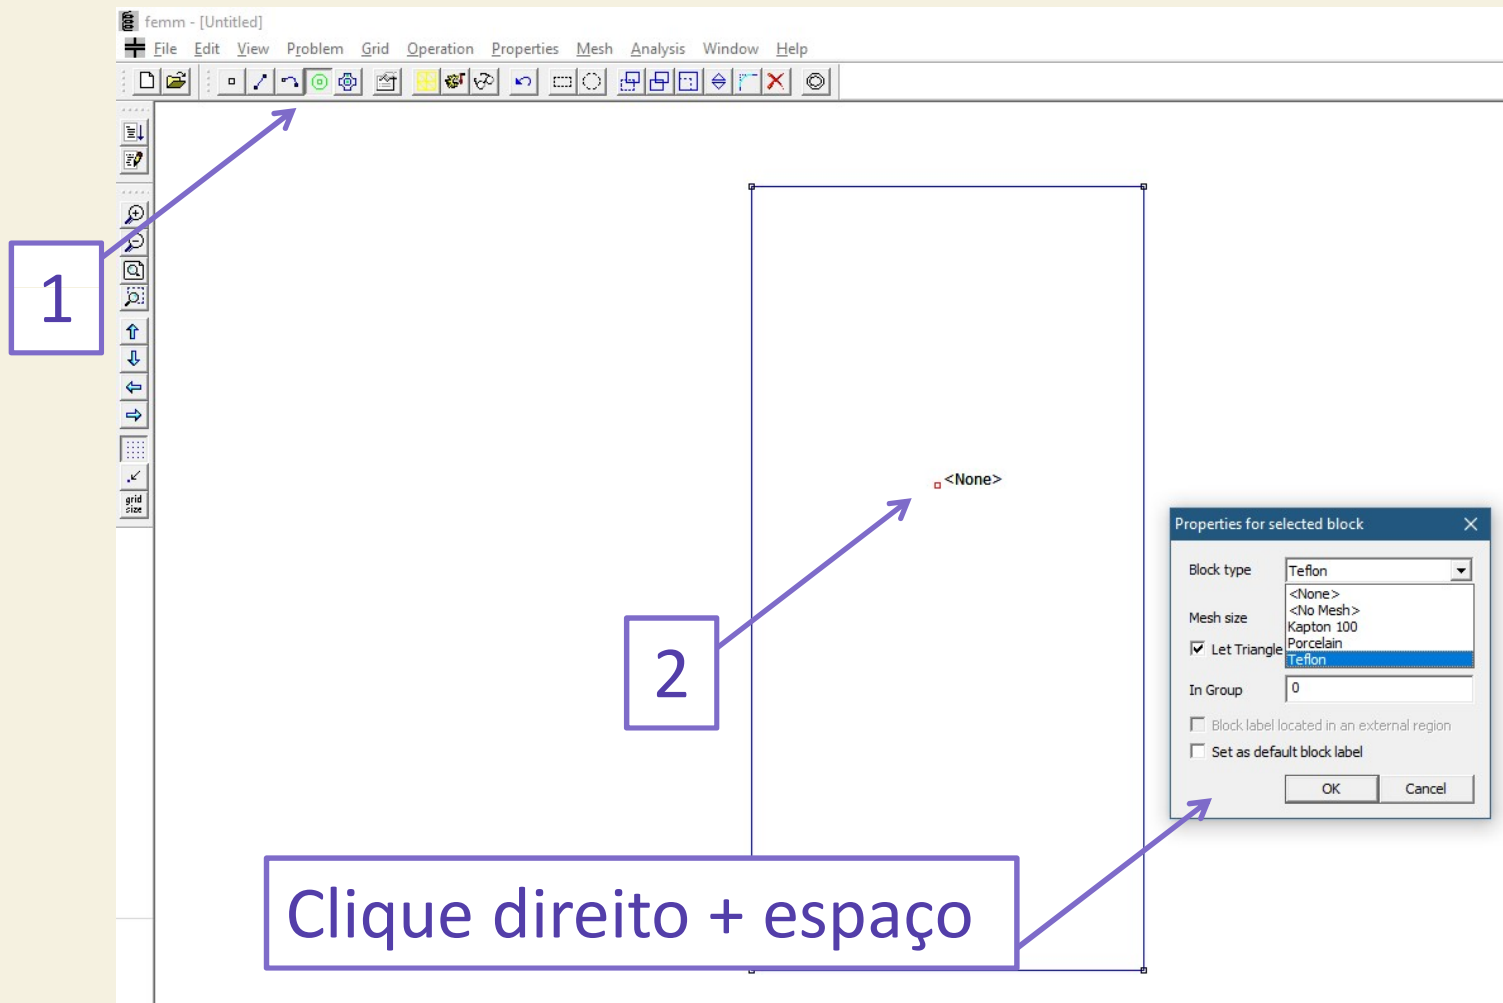 femm - [Untitled]
File Edit View Problem Grid Operation Properties Mesh Analysis Window Help
1
grid
size
<None>
2
Properties for selected block
Block type Teflon
<None>
<No Mesh>
Kapton 100
Porcelain
Teflon
Mesh size
Let Triangle
In Group 0
Block label located in an external region
Set as default block label
OK Cancel
Clique direito + espaço